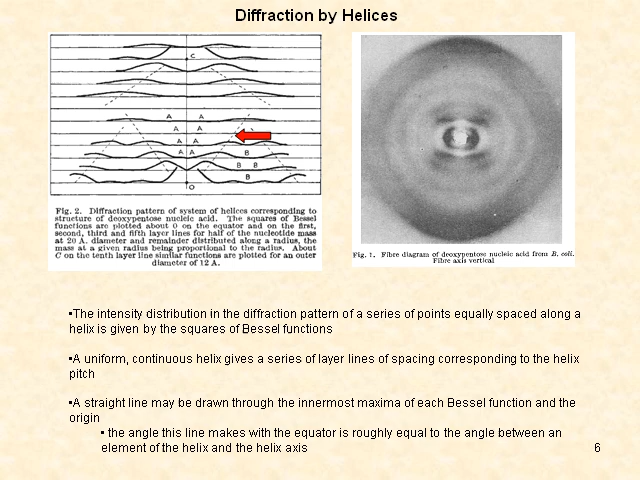 Diffraction by Helices
C
A A
A A
A A
A A B
B B
B
O
Fig. 2. Diffraction pattern of system of helices corresponding to
structure of deoxypentose nucleic acid. The squares of Bessel
functions are plotted about 0 on the equator and on the first,
second, third and fifth layer lines for half of the nucleotide mass
at 20 A. diameter and remainder distributed along a radius, the
mass at a given radius being proportional to the radius. About
C on the tenth layer line similar functions are plotted for an outer
diameter of 12 A.
Fig. 1. Fibre diagram of deoxypentose nucleic acid from B. coli.
Fibre axis vertical
•The intensity distribution in the diffraction pattern of a series of points equally spaced along a
helix is given by the squares of Bessel functions
•A uniform, continuous helix gives a series of layer lines of spacing corresponding to the helix
pitch
•A straight line may be drawn through the innermost maxima of each Bessel function and the
origin
• the angle this line makes with the equator is roughly equal to the angle between an
element of the helix and the helix axis
6